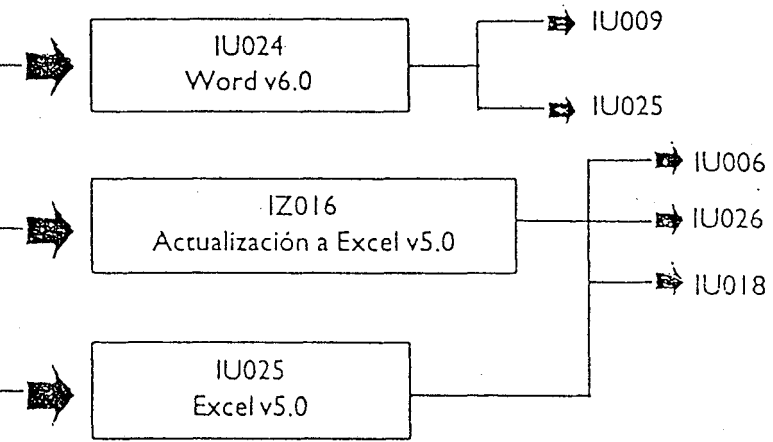 IU024
Word v6.0
IU009
IU025
IZ016
Actualización a Excel v5.0
IU006
IU026
IU018
IU025
Excel v5.0